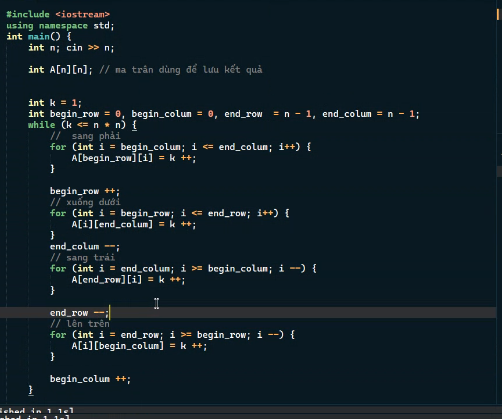 #include <iostream>
using namespace std;
int main() {
int n; cin >> n;
int A[n][n]; // ma trận dùng để lưu kết quả
int k = 1;
int begin_row = 0, begin_colum = 0, end_row  = n - 1, end_colum = n - 1;
while (k <= n * n) {
//  sang phải
for (int i = begin_colum; i <= end_colum; i++) {
A[begin_row][i] = k ++;
}
begin_row ++;
// xuống dưới
for (int i = begin_row; i <= end_row; i++) {
A[i][end_colum] = k ++;
}
end_colum --;
// sang trái
for (int i = end_colum; i >= begin_colum; i --) {
A[end_row][i] = k ++;
}
end_row --;
// lên trên
for (int i = end_row; i >= begin_row; i --) {
A[i][begin_colum] = k ++;
}
begin_colum ++;
}
ished in 1.1s]